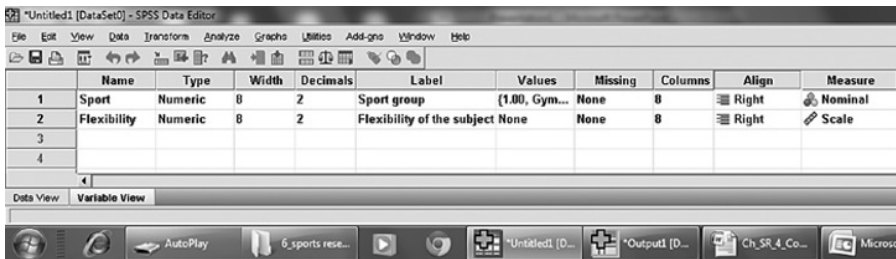 *Untitled1 [DataSet0] - SPSS Data Editor
File Edit View Data Transform Analyze Graphs Utilities Add-ons Window Help
Name Type Width Decimals Label Values Missing Columns Align Measure
1 Sport Numeric 8 2 Sport group {1.00, Gym... None 8 Right Nominal
2 Flexibility Numeric 8 2 Flexibility of the subject None None 8 Right Scale
3
4
Data View Variable View
AutoPlay 6_sports rese... *Untitled1 [D... *Output1 [D... Ch_SR_4_Co... Microso